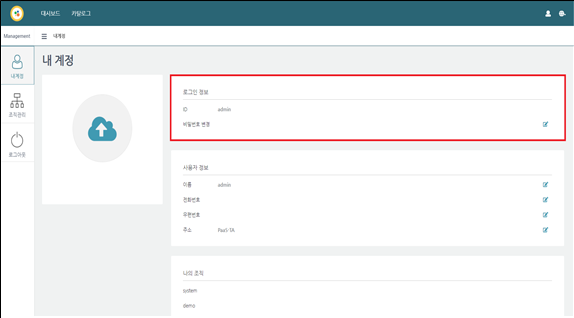 대시보드 카탈로그
Management 내계정
내계정
조직관리
로그아웃
내 계정
로그인 정보
ID admin
비밀번호 변경
사용자 정보
이름 admin
전화번호
우편번호
주소 PaaS-TA
나의 조직
system
demo